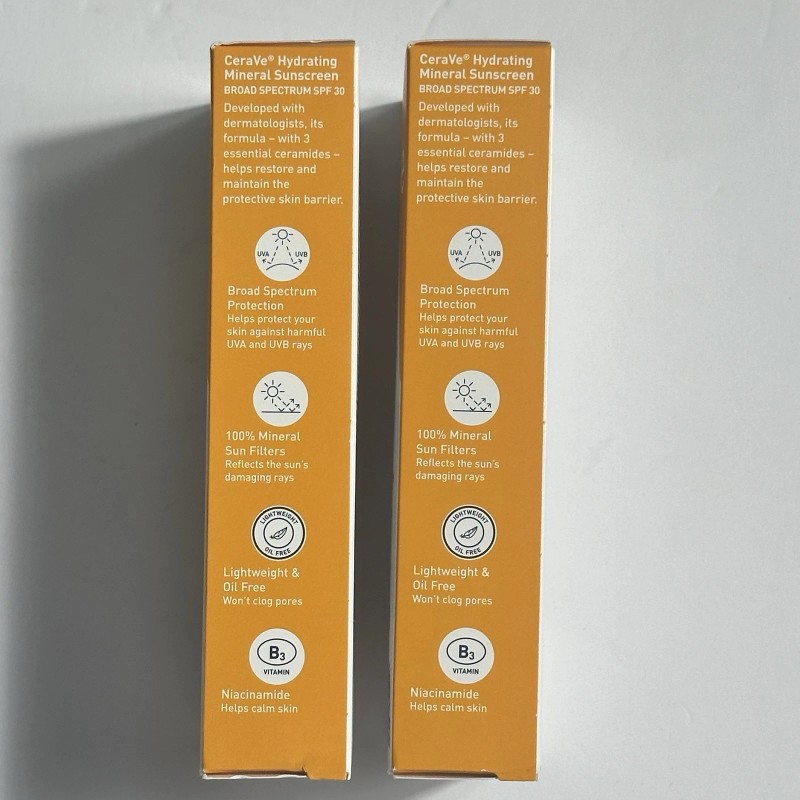 CeraVe® Hydrating
Mineral Sunscreen
BROAD SPECTRUM SPF 30
Developed with
dermatologists, its
formula – with 3
essential ceramides –
helps restore and
maintain the
protective skin barrier.
UVA UVB
Broad Spectrum
Protection
Helps protect your
skin against harmful
UVA and UVB rays
100% Mineral
Sun Filters
Reflects the sun's
damaging rays
LIGHTWEIGHT
OIL FREE
Lightweight &
Oil Free
Won't clog pores
B3
VITAMIN
Niacinamide
Helps calm skin
CeraVe® Hydrating
Mineral Sunscreen
BROAD SPECTRUM SPF 30
Developed with
dermatologists, its
formula – with 3
essential ceramides –
helps restore and
maintain the
protective skin barrier.
UVA UVB
Broad Spectrum
Protection
Helps protect your
skin against harmful
UVA and UVB rays
100% Mineral
Sun Filters
Reflects the sun's
damaging rays
LIGHTWEIGHT
OIL FREE
Lightweight &
Oil Free
Won't clog pores
B3
VITAMIN
Niacinamide
Helps calm skin